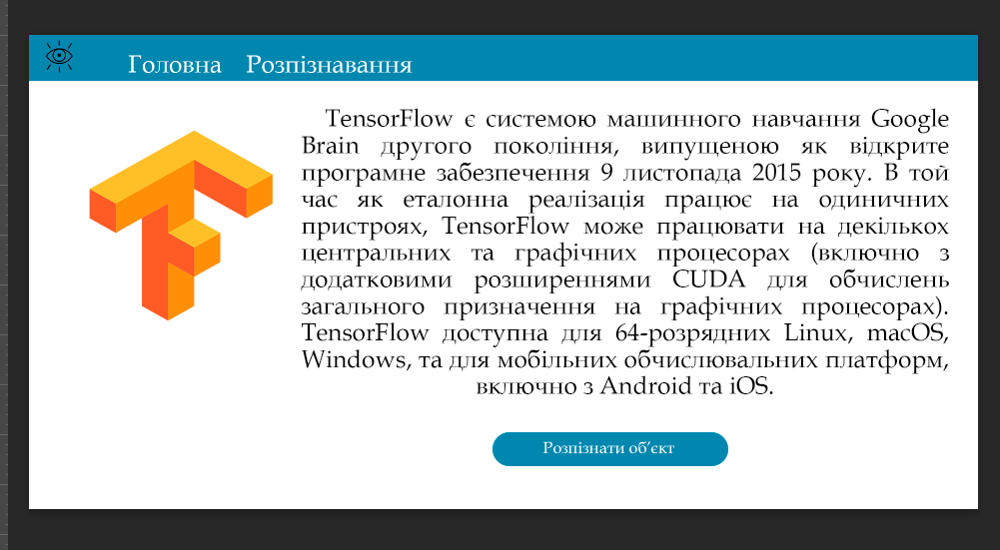 Головна Розпізнавання
TensorFlow є системою машинного навчання Google
Brain другого покоління, випущеною як відкрите
програмне забезпечення 9 листопада 2015 року. В той
час як еталонна реалізація працює на одиничних
пристроях, TensorFlow може працювати на декількох
центральних та графічних процесорах (включно з
додатковими розширеннями CUDA для обчислень
загального призначення на графічних процесорах).
TensorFlow доступна для 64-розрядних Linux, macOS,
Windows, та для мобільних обчислювальних платформ,
включно з Android та iOS.
Розпізнати об’єкт